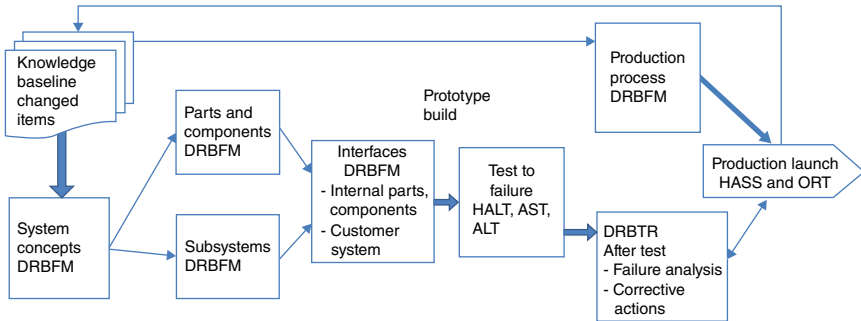 Knowledge
baseline
changed
items
System
concepts
DRBFM
Parts and
components
DRBFM
Subsystems
DRBFM
Interfaces
DRBFM
- Internal parts,
components
- Customer
system
Prototype
build
Test to
failure
HALT, AST,
ALT
Production
process
DRBFM
DRBTR
After test
- Failure analysis
- Corrective
actions
Production launch
HASS and ORT